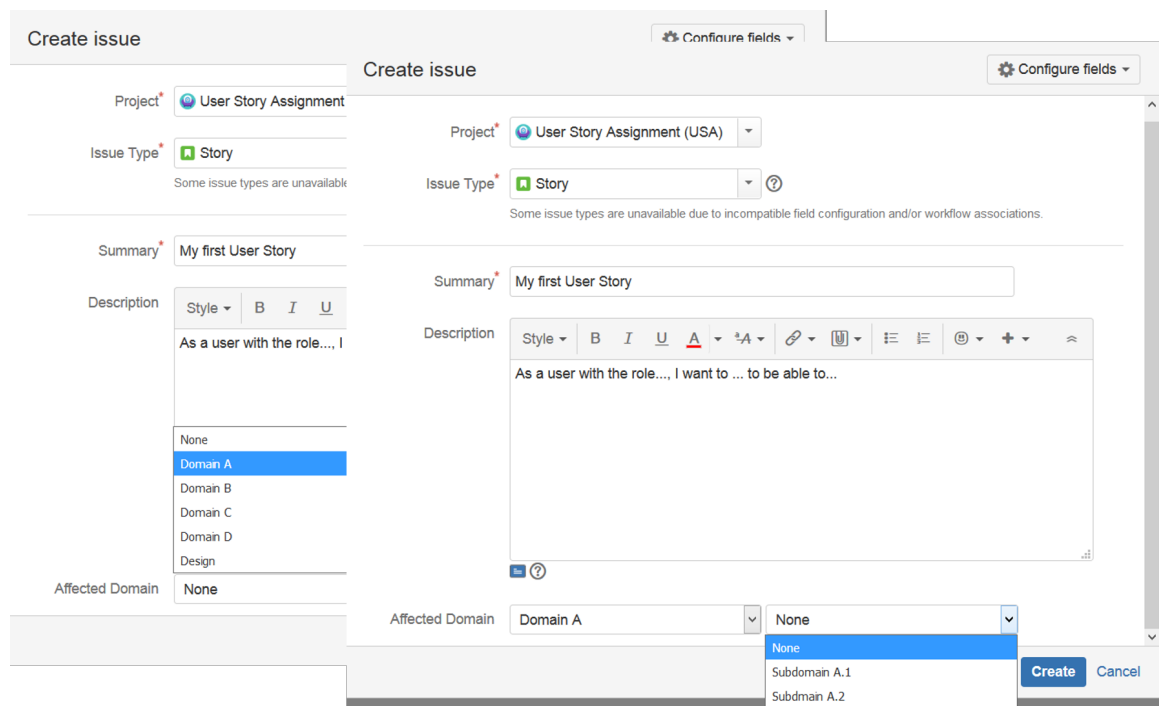 Create issue
Configure fields
Project*
User Story Assignment
Issue Type*
Story
Some issue types are unavailable
Summary*
My first User Story
Description
Style B I U
As a user with the role..., I
None
Domain A
Domain B
Domain C
Domain D
Design
Affected Domain
None
Create issue
Configure fields
Project*
User Story Assignment (USA)
Issue Type*
Story
Some issue types are unavailable due to incompatible field configuration and/or workflow associations.
Summary*
My first User Story
Description
Style B I U A ªA
As a user with the role..., I want to ... to be able to...
Affected Domain
Domain A
None
None
Subdomain A.1
Subdmain A.2
Create
Cancel